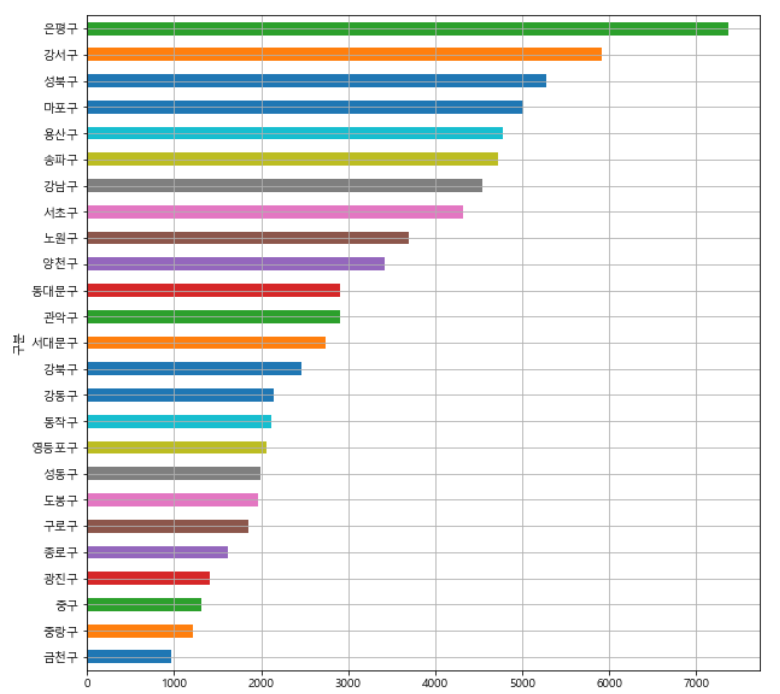 은평구
강서구
성북구
마포구
용산구
송파구
강남구
서초구
노원구
양천구
동대문구
관악구
서대문구
강북구
강동구
동작구
영등포구
성동구
도봉구
구로구
종로구
광진구
중구
중랑구
금천구
구분
0 1000 2000 3000 4000 5000 6000 7000